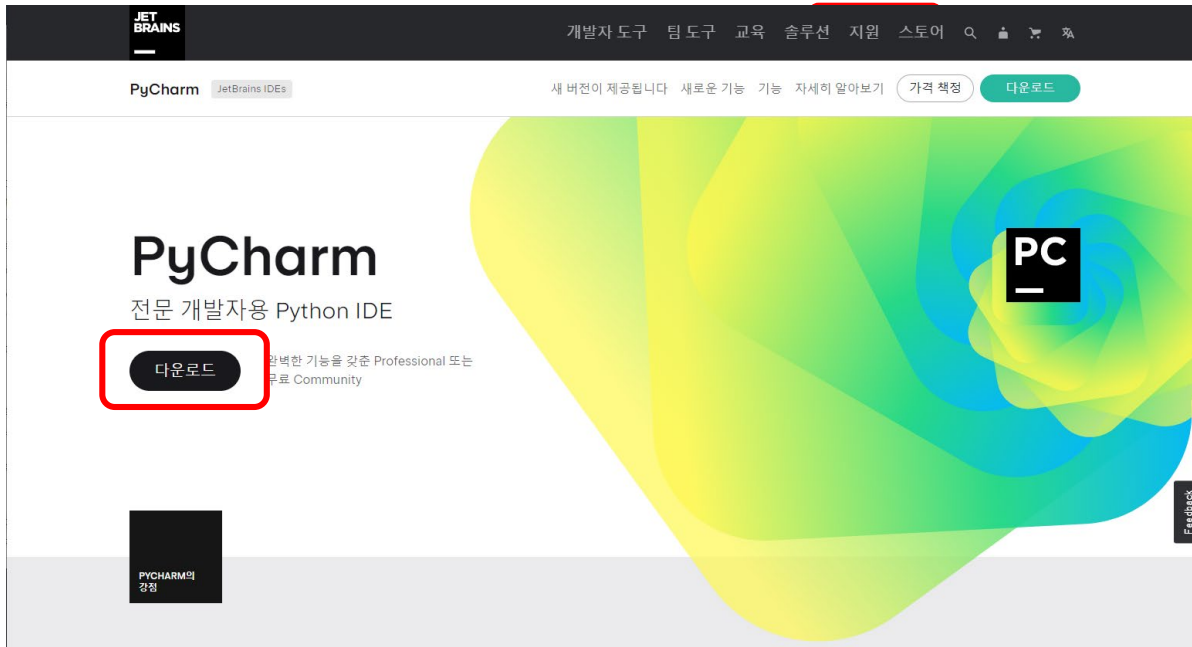 JET
BRAINS
개발자 도구 팀 도구 교육 솔루션 지원 스토어
PyCharm JetBrains IDEs 새 버전이 제공됩니다 새로운 기능 기능 자세히 알아보기 가격 책정 다운로드
PyCharm
PC
전문 개발자용 Python IDE
다운로드
완벽한 기능을 갖춘 Professional 또는
무료 Community
Feedback
PYCHARM의
강점